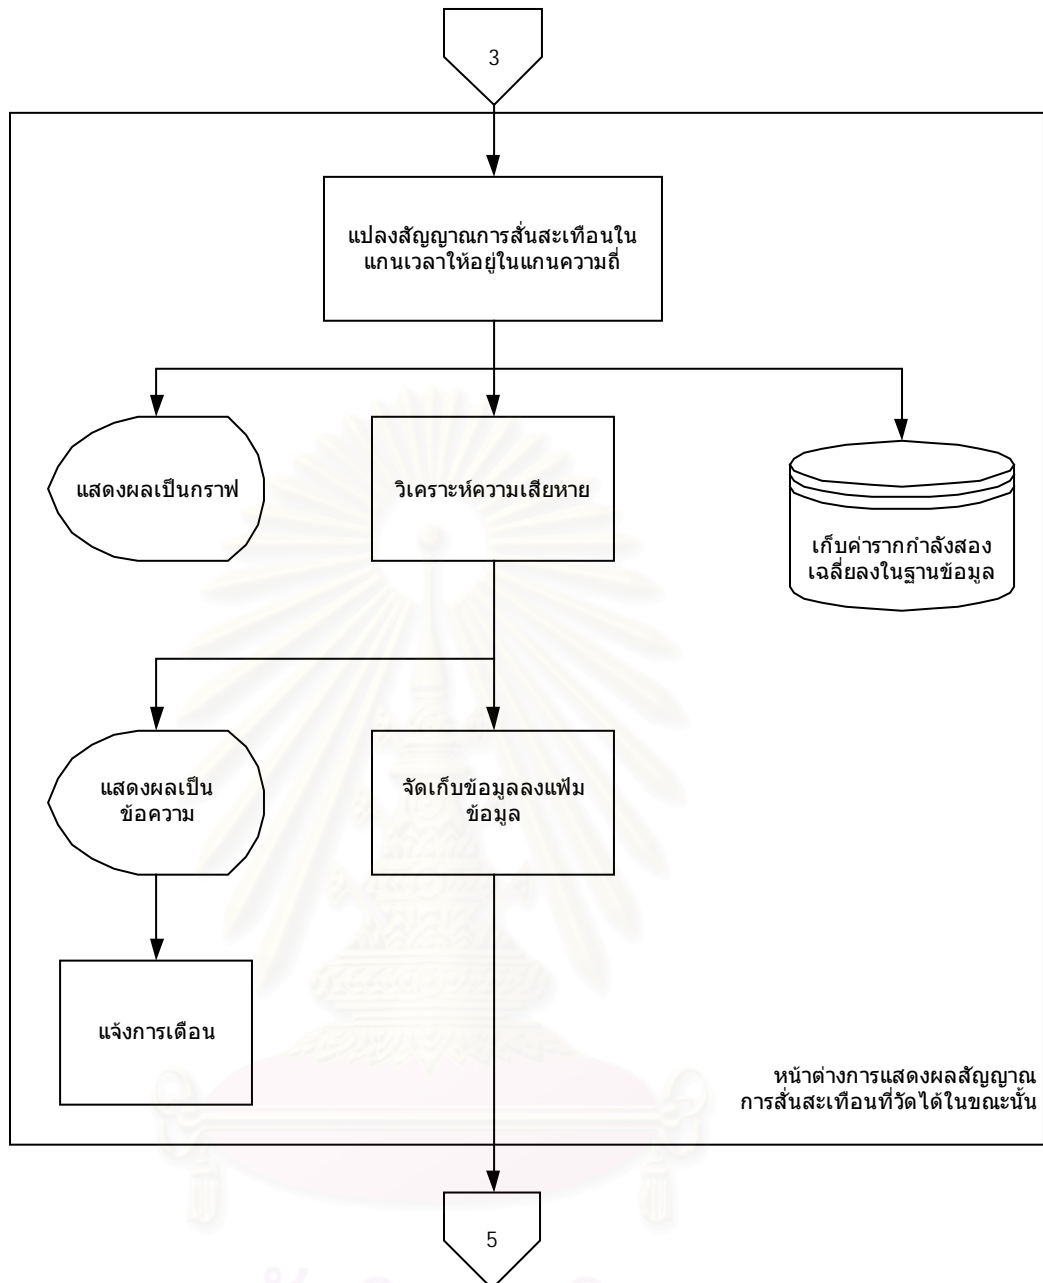 3
แปลงสัญญาณการสั่นสะเทือนใน
แกนเวลาให้อยู่ในแกนความถี่
แสดงผลเป็นกราฟ
วิเคราะห์ความเสียหาย
เก็บค่ารากกำลังสอง
เฉลี่ยลงในฐานข้อมูล
แสดงผลเป็น
ข้อความ
จัดเก็บข้อมูลลงแฟ้ม
ข้อมูล
แจ้งการเตือน
หน้าต่างการแสดงผลสัญญาณ
การสั่นสะเทือนที่วัดได้ในขณะนั้น
5